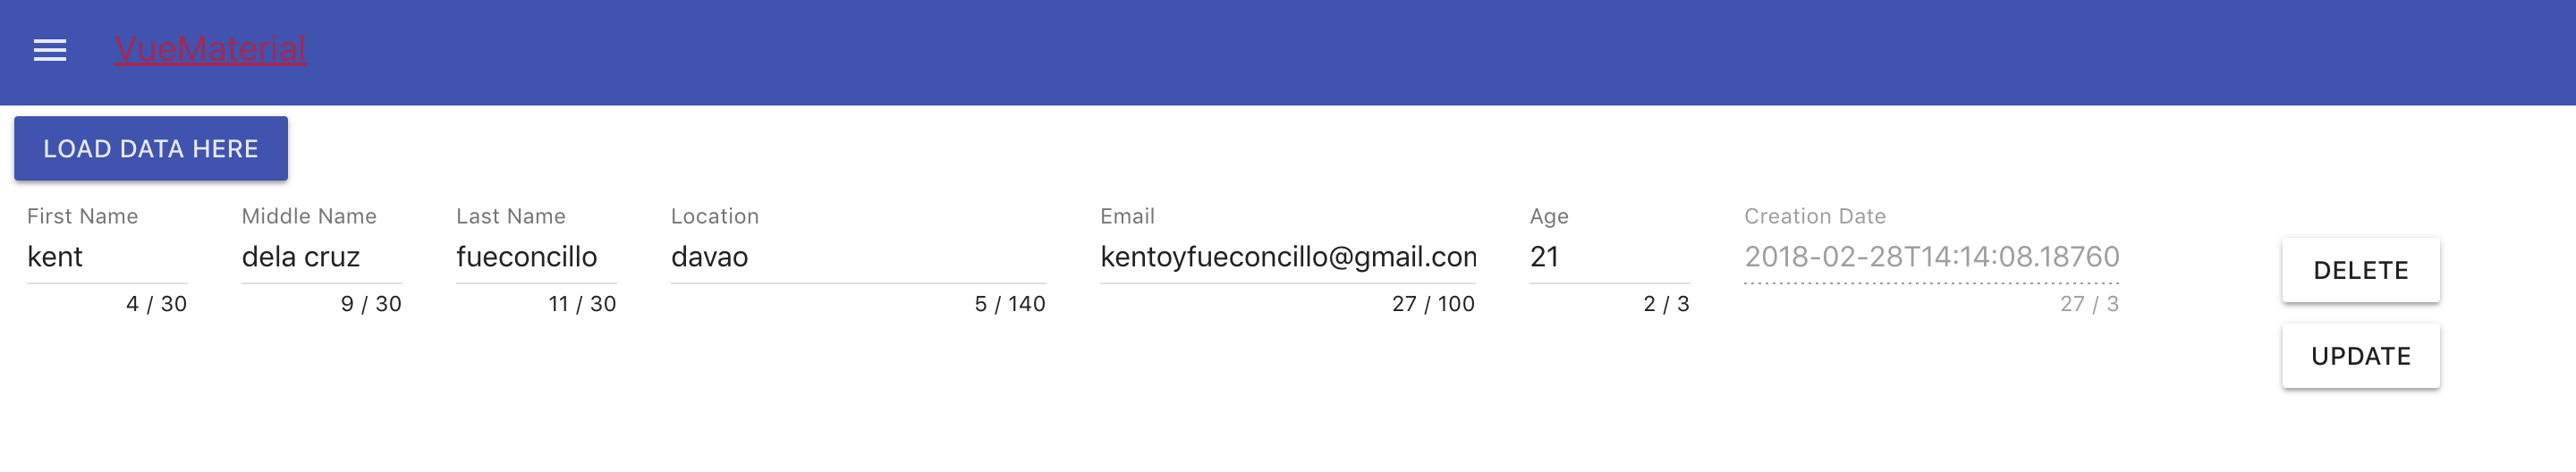 VueMaterial
LOAD DATA HERE
First Name Middle Name Last Name Location Email Age Creation Date
kent dela cruz fueconcillo davao kentoyfueconcillo@gmail.com 21 2018-02-28T14:14:08.18760
4 / 30 9 / 30 11 / 30 5 / 140 27 / 100 2 / 3 27 / 3
DELETE
UPDATE